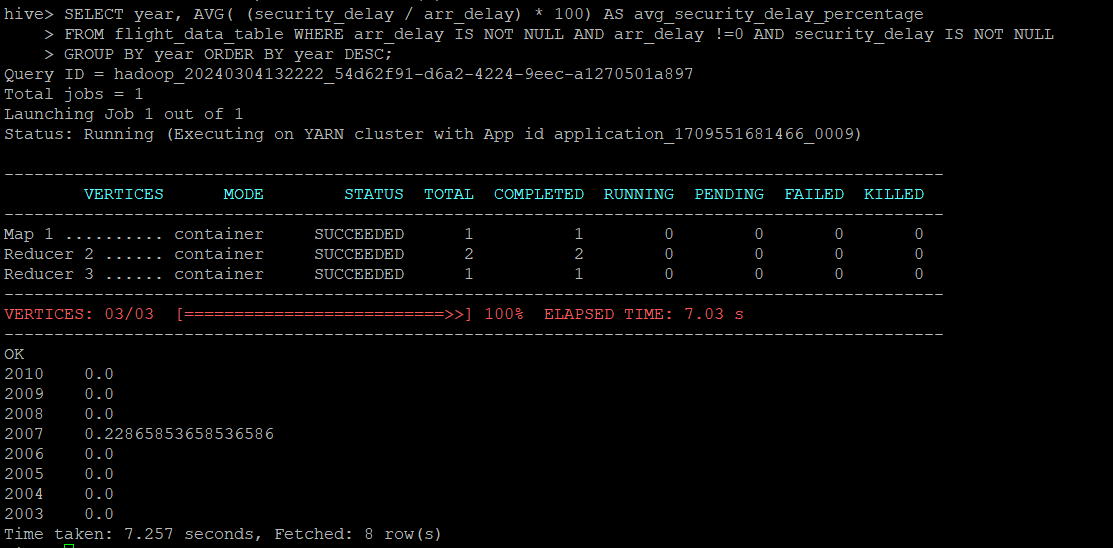 hive> SELECT year, AVG( (security_delay / arr_delay) * 100) AS avg_security_delay_percentage
    > FROM flight_data_table WHERE arr_delay IS NOT NULL AND arr_delay !=0 AND security_delay IS NOT NULL
    > GROUP BY year ORDER BY year DESC;
Query ID = hadoop_20240304132222_54d62f91-d6a2-4224-9eec-a1270501a897
Total jobs = 1
Launching Job 1 out of 1
Status: Running (Executing on YARN cluster with App id application_1709551681466_0009)

----------------------------------------------------------------------------------------------
        VERTICES      MODE        STATUS  TOTAL  COMPLETED  RUNNING  PENDING  FAILED  KILLED
----------------------------------------------------------------------------------------------
Map 1 .......... container     SUCCEEDED      1          1        0        0       0       0
Reducer 2 ...... container     SUCCEEDED      2          2        0        0       0       0
Reducer 3 ...... container     SUCCEEDED      1          1        0        0       0       0
----------------------------------------------------------------------------------------------
VERTICES: 03/03  [==========================>>] 100%  ELAPSED TIME: 7.03 s
----------------------------------------------------------------------------------------------
OK
2010    0.0
2009    0.0
2008    0.0
2007    0.22865853658536586
2006    0.0
2005    0.0
2004    0.0
2003    0.0
Time taken: 7.257 seconds, Fetched: 8 row(s)